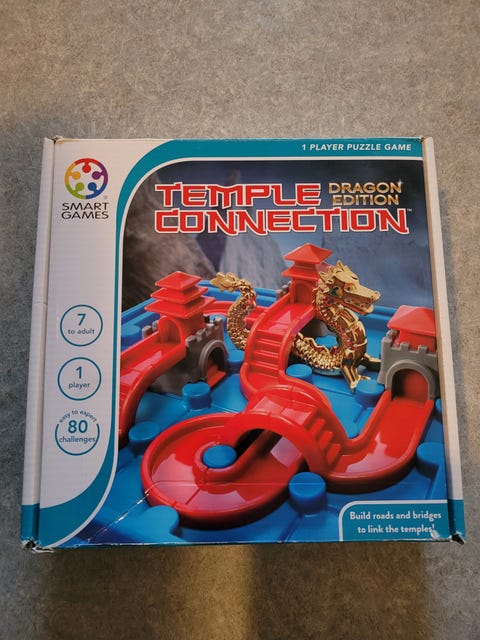 1 PLAYER PUZZLE GAME
SMART
GAMES
TEMPLE DRAGON EDITION
CONNECTION™
7
to adult
1
player
easy to expert
80
challenges
Build roads and bridges
to link the temples!